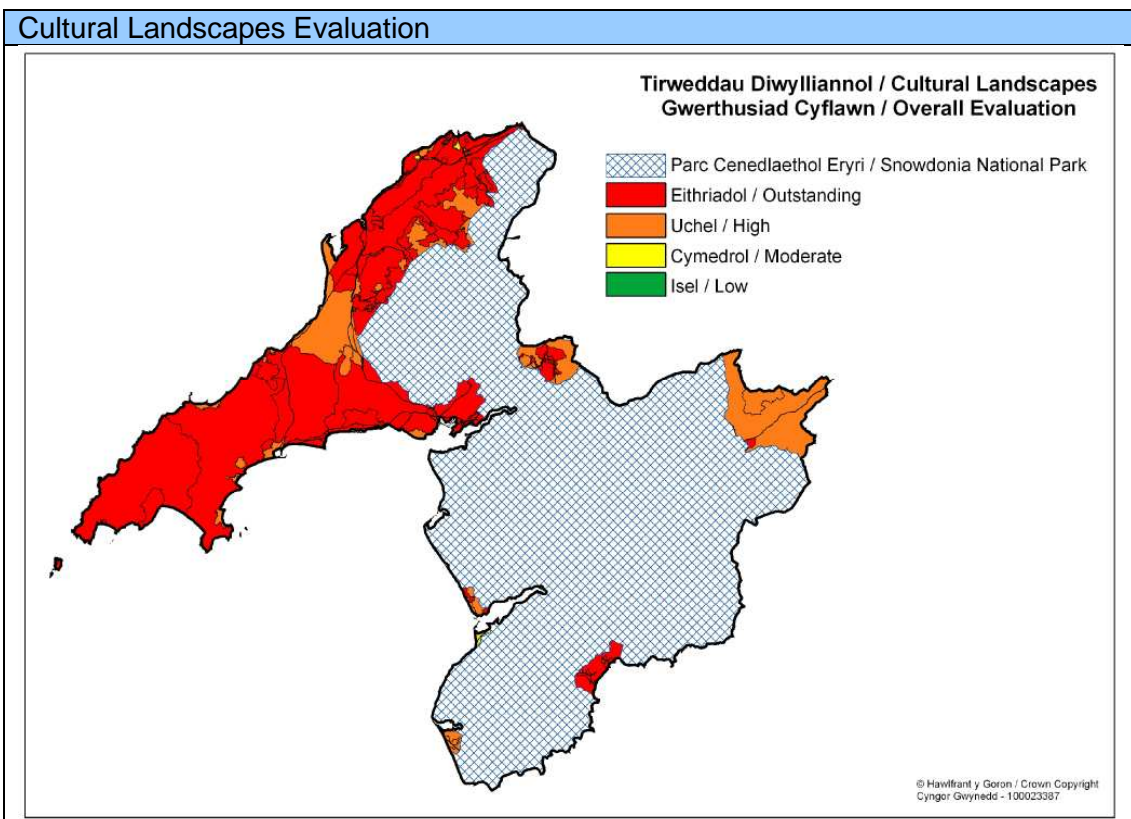 Cultural Landscapes Evaluation
Tirweddau Diwylliannol / Cultural Landscapes
Gwerthusiad Cyflawn / Overall Evaluation
Parc Cenedlaethol Eryri / Snowdonia National Park
Eithriadol / Outstanding
Uchel / High
Cymedrol / Moderate
Isel / Low
© Hawlfraint y Goron / Crown Copyright
Cyngor Gwynedd - 100023387